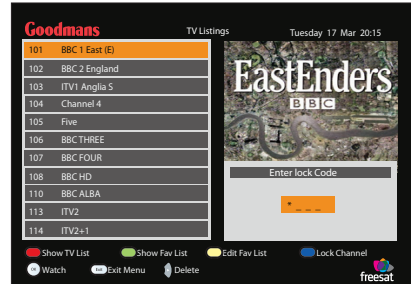 Goodmans TV Listings Tuesday 17 Mar 20:15
101 BBC 1 East (E)
102 BBC 2 England
103 ITV1 Anglia S
104 Channel 4
105 Five
106 BBC THREE
107 BBC FOUR
108 BBC HD
110 BBC ALBA
113 ITV2
114 ITV2+1
EastEnders
BBC
Enter lock Code
* _ _ _
Show TV List Show Fav List Edit Fav List Lock Channel
OK Watch Exit Exit Menu Delete
freesat